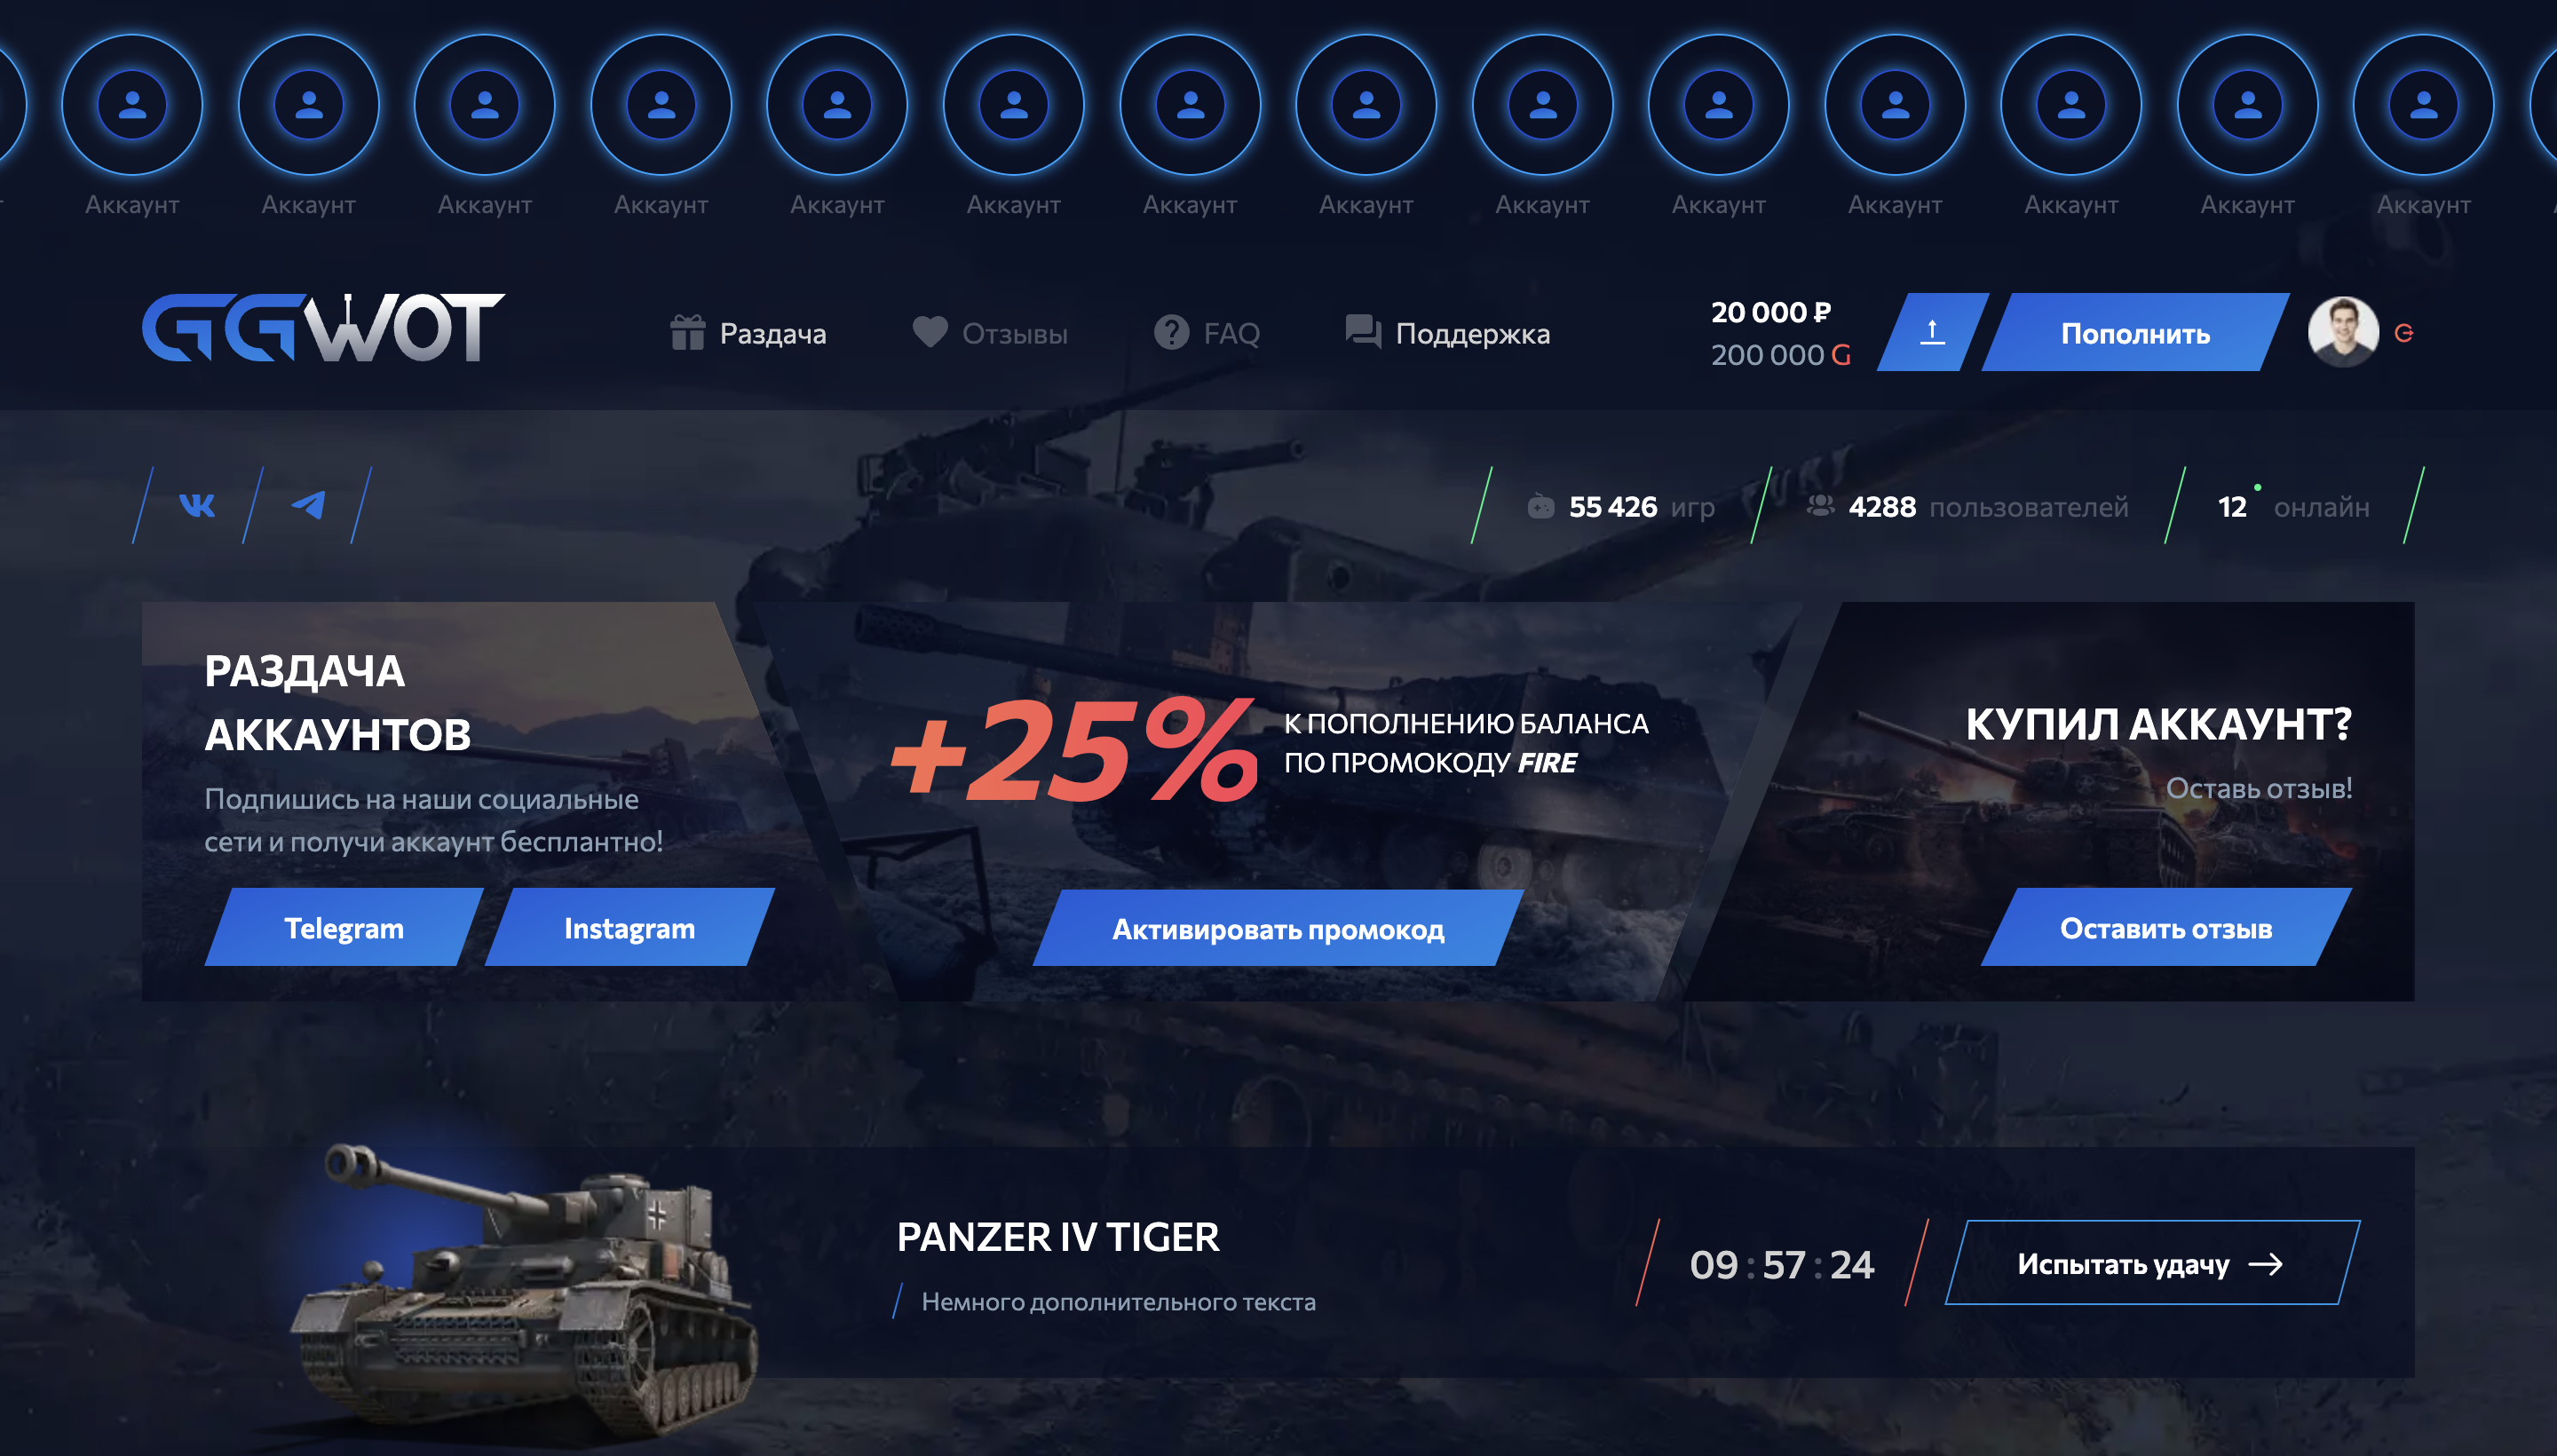 Аккаунт Аккаунт Аккаунт Аккаунт Аккаунт Аккаунт Аккаунт Аккаунт Аккаунт Аккаунт Аккаунт Аккаунт Аккаунт Аккаунт
GGWOT
Раздача
Отзывы
FAQ
Поддержка
20 000 ₽
200 000 G
Пополнить
55 426 игр
4288 пользователей
12 онлайн
РАЗДАЧА
АККАУНТОВ
Подпишись на наши социальные
сети и получи аккаунт бесплантно!
Telegram
Instagram
+25%
К ПОПОЛНЕНИЮ БАЛАНСА
ПО ПРОМОКОДУ FIRE
Активировать промокод
КУПИЛ АККАУНТ?
Оставь отзыв!
Оставить отзыв
PANZER IV TIGER
Немного дополнительного текста
09 : 57 : 24
Испытать удачу